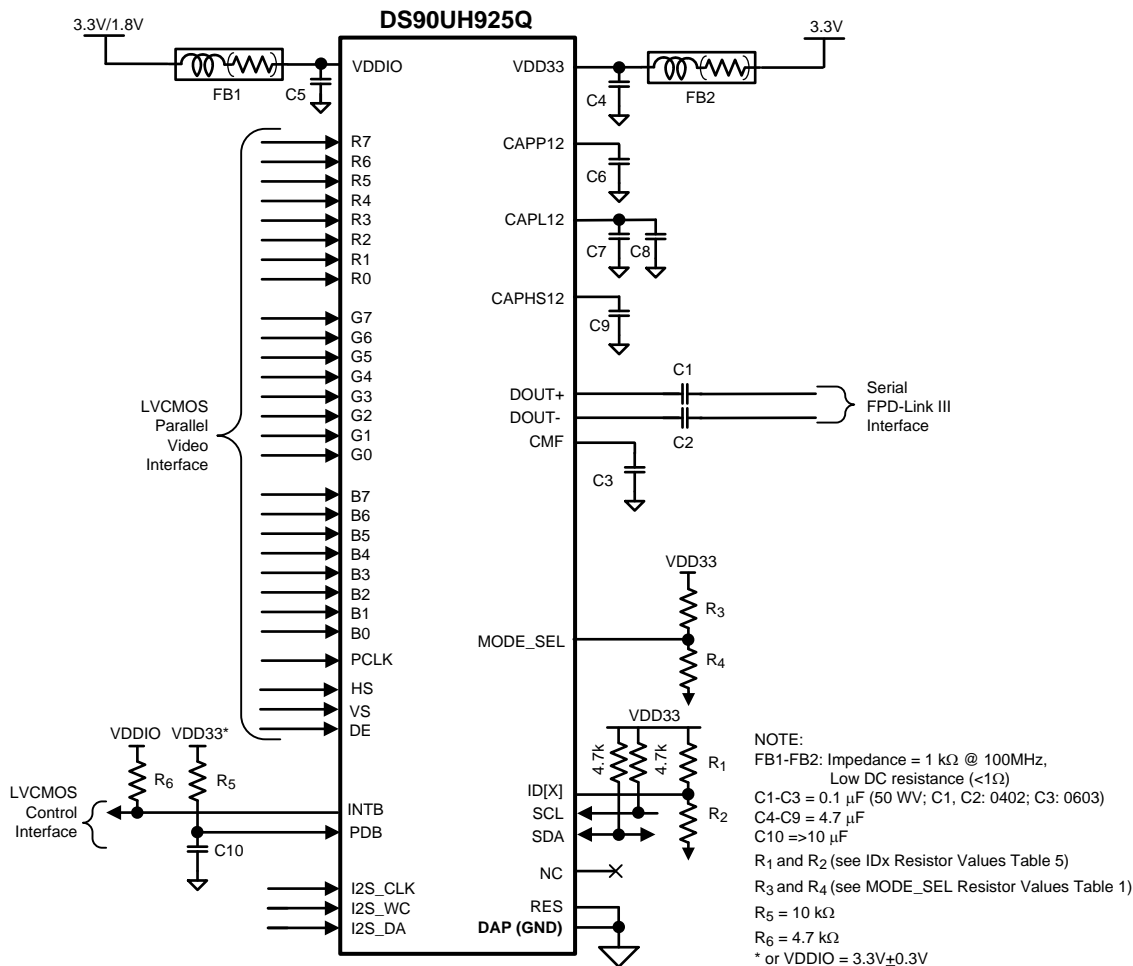 DS90UH925Q
3.3V/1.8V
3.3V
VDDIO
VDD33
FB1
C5
C4
FB2
R7
R6
R5
R4
R3
R2
R1
R0
CAPP12
C6
CAPL12
C7
C8
CAPHS12
C9
G7
G6
G5
G4
G3
G2
G1
G0
LVCMOS
Parallel
Video
Interface
C1
DOUT+
DOUT-
C2
CMF
C3
Serial
FPD-Link III
Interface
B7
B6
B5
B4
B3
B2
B1
B0
PCLK
HS
VS
DE
VDD33
R3
MODE_SEL
R4
VDDIO
VDD33*
R6
R5
LVCMOS
Control
Interface
INTB
PDB
C10
VDD33
4.7k
4.7k
R1
ID[X]
SCL
R2
SDA
NC
RES
DAP (GND)
I2S_CLK
I2S_WC
I2S_DA
NOTE:
FB1-FB2: Impedance = 1 kΩ @ 100MHz,
Low DC resistance (<1Ω)
C1-C3 = 0.1 μF (50 WV; C1, C2: 0402; C3: 0603)
C4-C9 = 4.7 μF
C10 =>10 μF
R1 and R2 (see IDx Resistor Values Table 5)
R3 and R4 (see MODE_SEL Resistor Values Table 1)
R5 = 10 kΩ
R6 = 4.7 kΩ
* or VDDIO = 3.3V±0.3V